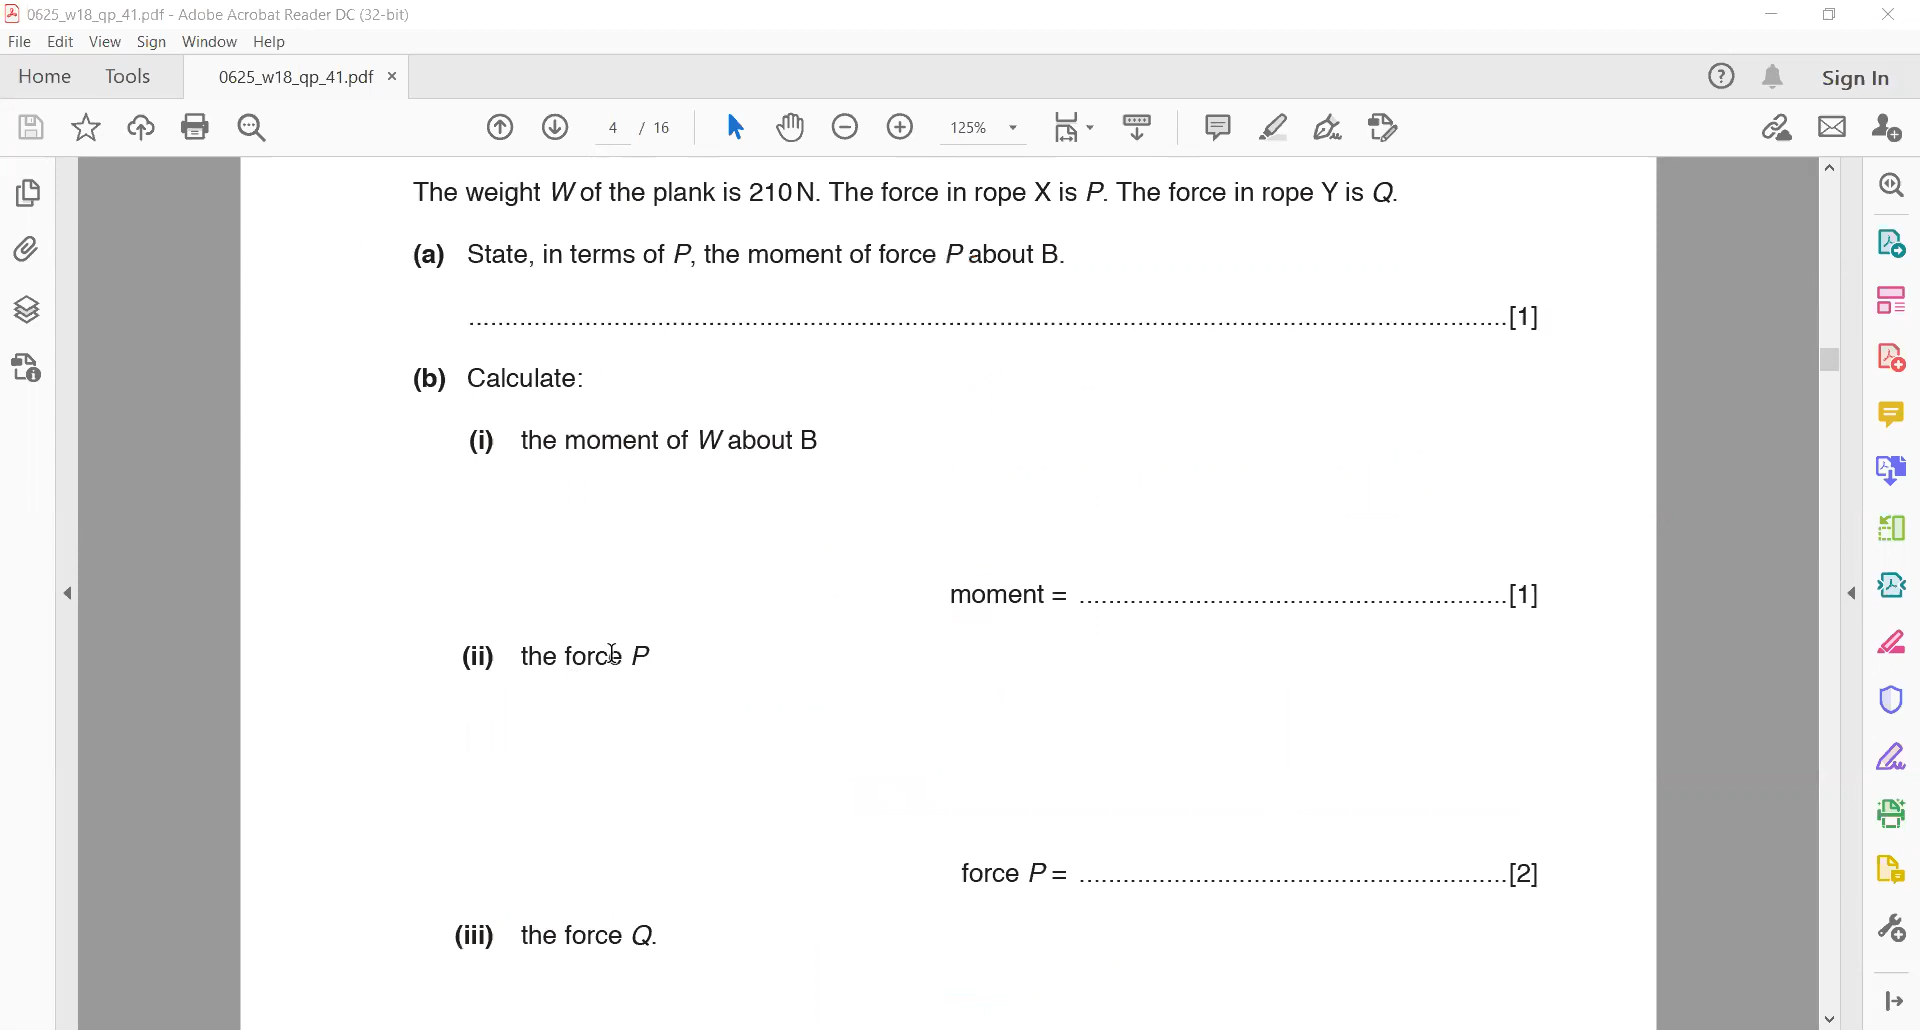 0625_w18_qp_41.pdf - Adobe Acrobat Reader DC (32-bit)
File Edit View Sign Window Help
Home Tools 0625_w18_qp_41.pdf × Sign In
4 / 16 125%
The weight W of the plank is 210 N. The force in rope X is P. The force in rope Y is Q.
(a) State, in terms of P, the moment of force P about B.
..........................................................................................................................................[1]
(b) Calculate:
(i) the moment of W about B
moment = .........................................................[1]
(ii) the force P
force P = .........................................................[2]
(iii) the force Q.